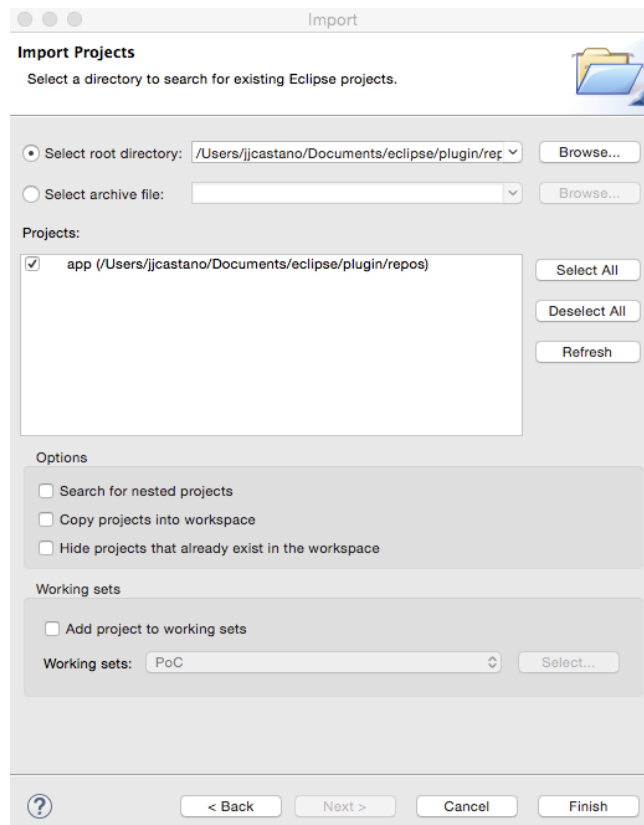 Import
Import Projects
Select a directory to search for existing Eclipse projects.
Select root directory: /Users/jjcastano/Documents/eclipse/plugin/rep Browse...
Select archive file: Browse...
Projects:
app (/Users/jjcastano/Documents/eclipse/plugin/repos)
Select All
Deselect All
Refresh
Options
Search for nested projects
Copy projects into workspace
Hide projects that already exist in the workspace
Working sets
Add project to working sets
Working sets: PoC Select...
? < Back Next > Cancel Finish